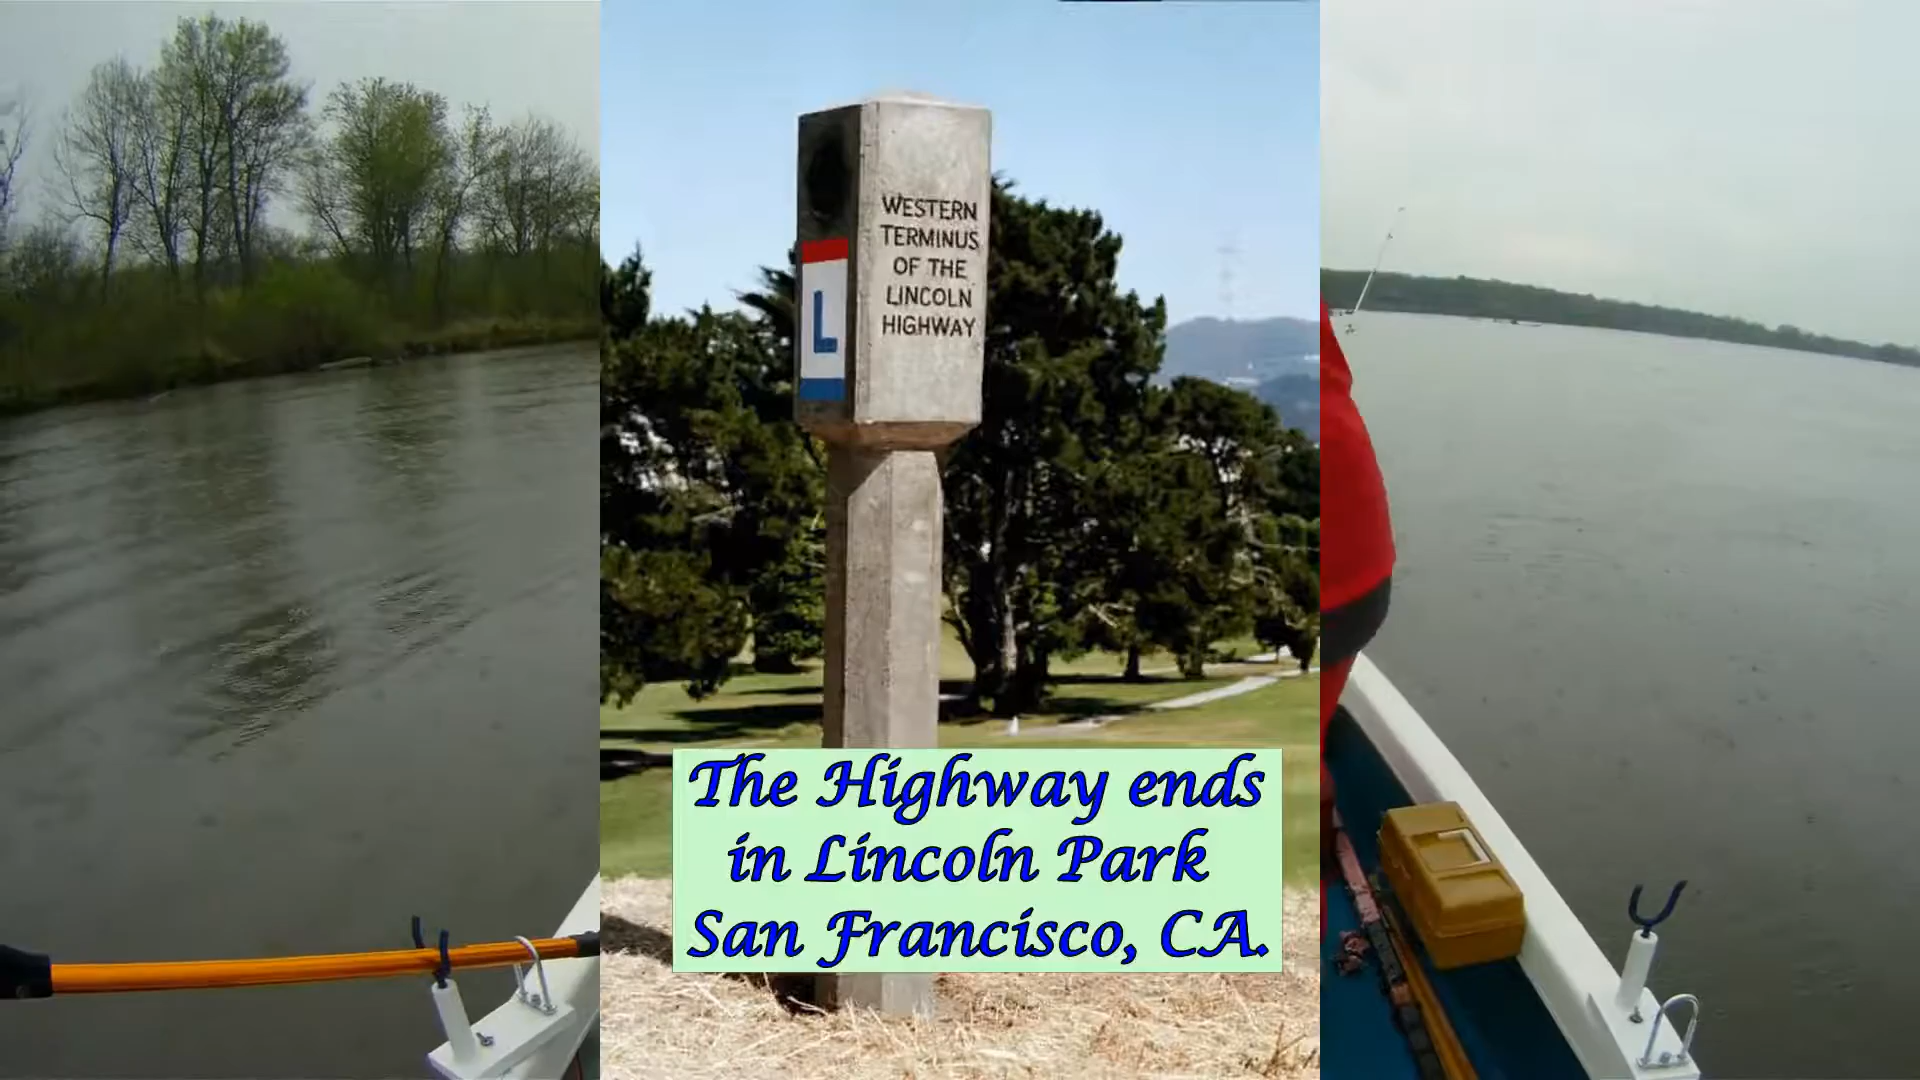 WESTERN
TERMINUS
OF THE
LINCOLN
HIGHWAY
L
The Highway ends
in Lincoln Park
San Francisco, CA.